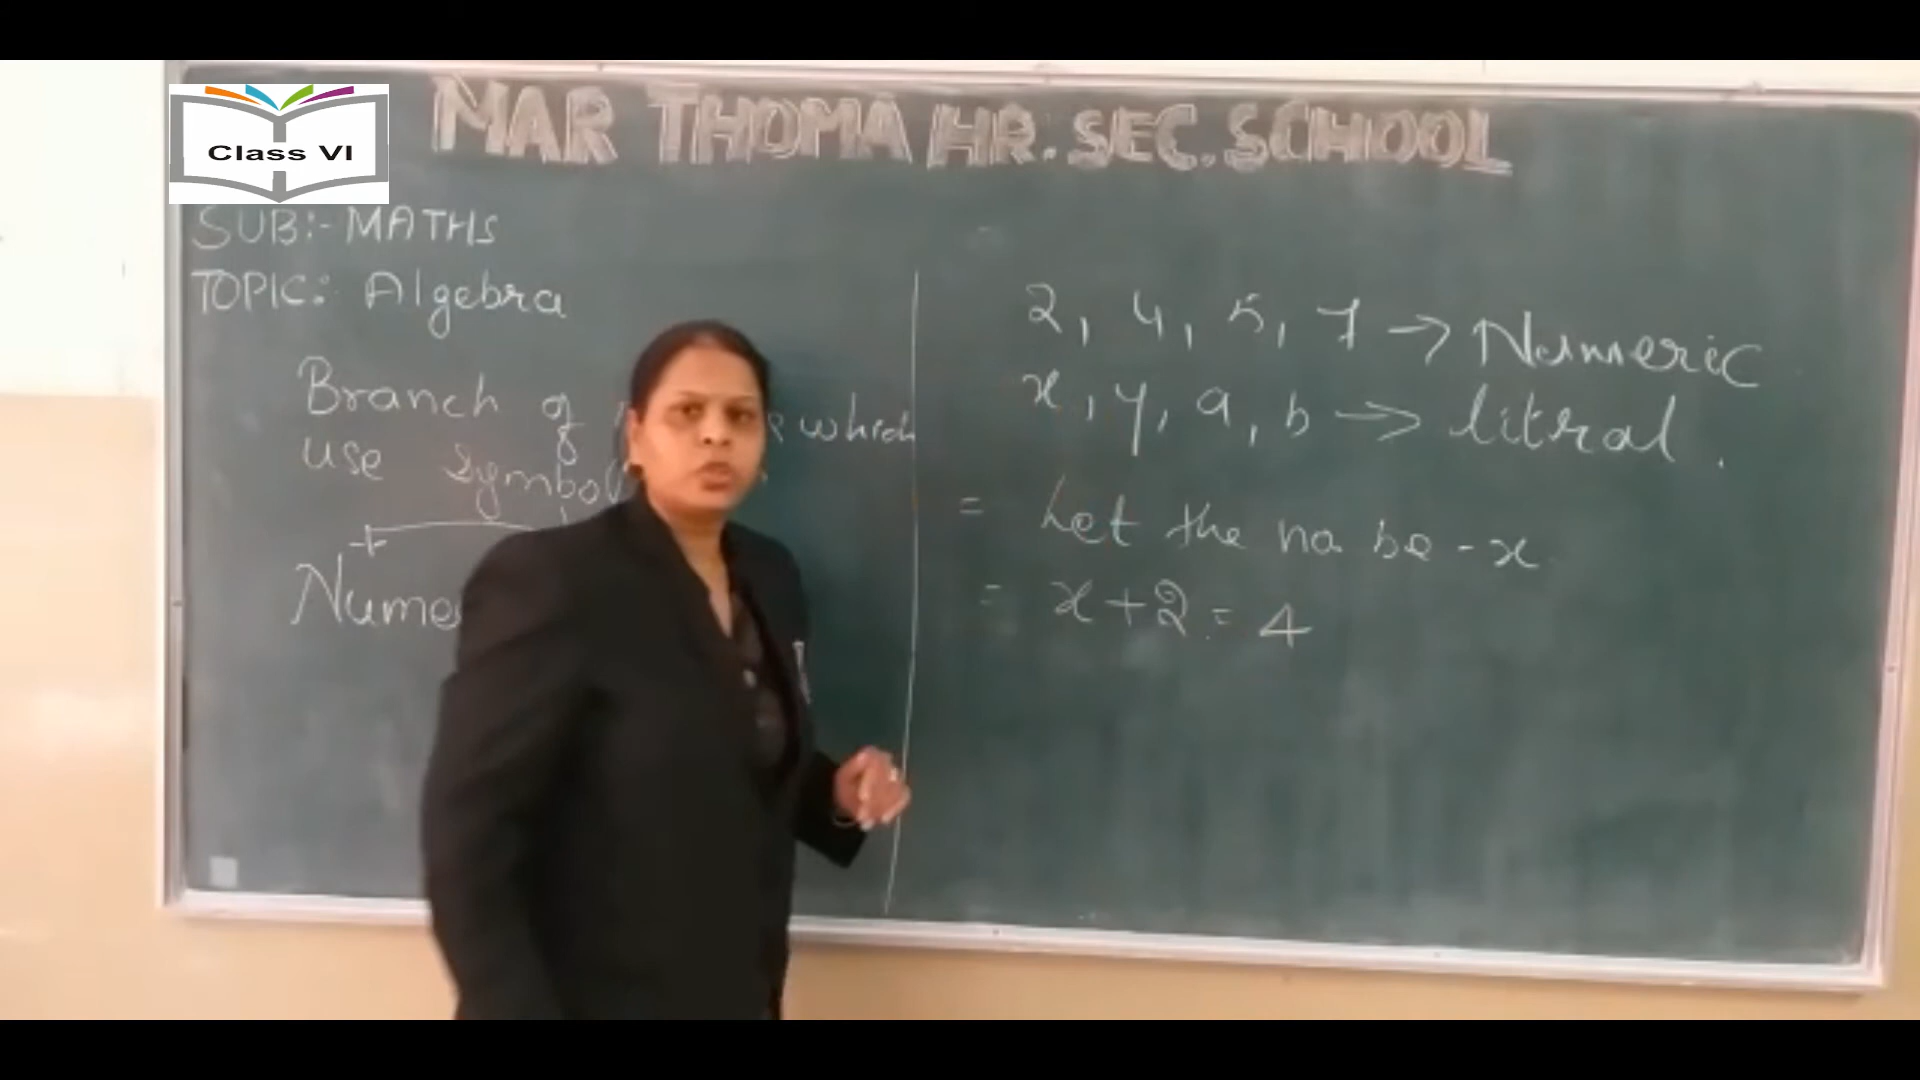 Class VI
MAR THOMA HR. SEC. SCHOOL
SUB:- MATHS
TOPIC: Algebra
Branch of which
use symbol
Nume
2, 4, 5, 7 → Numeric
x, y, a, b → litral.
= Let the no be - x
= x+2 = 4